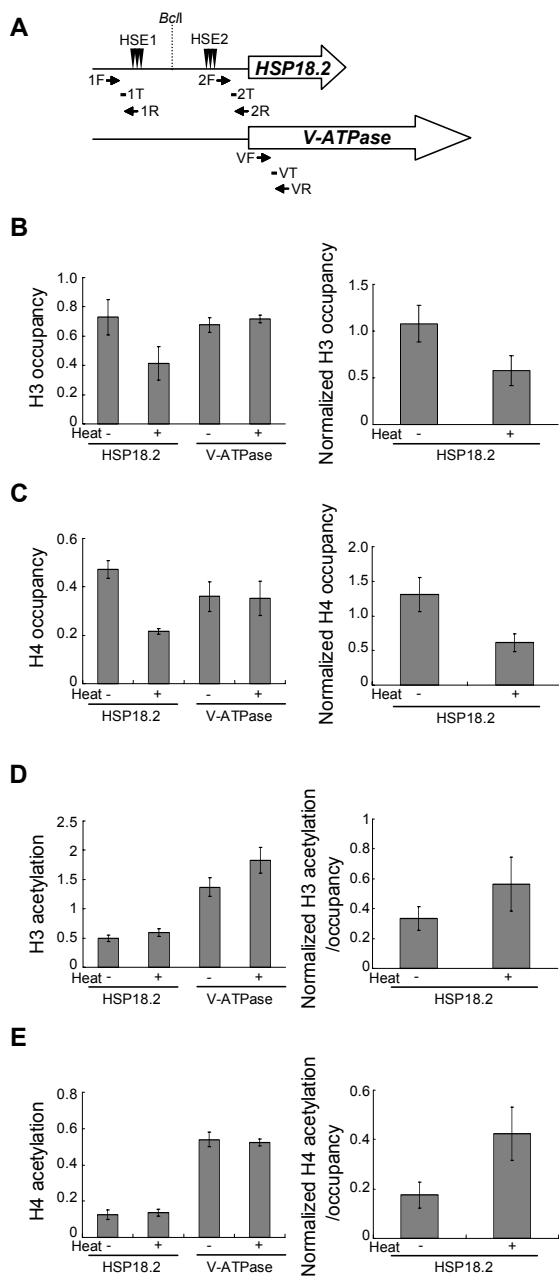 A
BclI
HSE1
HSE2
HSP18.2
1F
2F
1T
2T
1R
2R
V-ATPase
VF
VT
VR
B
H3 occupancy
1.0
0.8
0.6
0.4
0.2
0
Heat - + - +
HSP18.2 V-ATPase
Normalized H3 occupancy
1.5
1.0
0.5
0
Heat - +
HSP18.2
C
H4 occupancy
0.6
0.4
0.2
0
Heat - + - +
HSP18.2 V-ATPase
Normalized H4 occupancy
2.0
1.5
1.0
0.5
0
Heat - +
HSP18.2
D
H3 acetylation
2.5
2
1.5
1
0.5
0
Heat - + - +
HSP18.2 V-ATPase
Normalized H3 acetylation
/occupancy
1
0.8
0.6
0.4
0.2
0
Heat - +
HSP18.2
E
H4 acetylation
0.8
0.6
0.4
0.2
0
Heat - + - +
HSP18.2 V-ATPase
Normalized H4 acetylation
/occupancy
0.6
0.4
0.2
0
Heat - +
HSP18.2